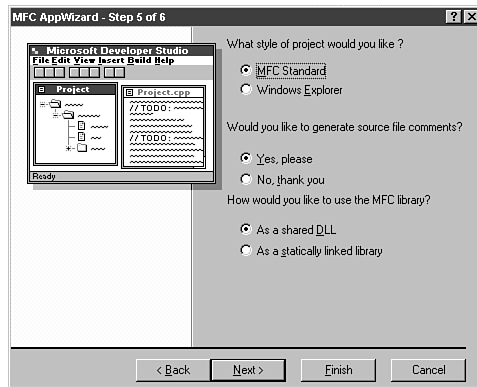 MFC AppWizard - Step 5 of 6
Microsoft Developer Studio
File Edit View Insert Build Help
Project
Project.cpp
//TODO:
//TODO:
Ready
What style of project would you like ?
MFC Standard
Windows Explorer
Would you like to generate source file comments?
Yes, please
No, thank you
How would you like to use the MFC library?
As a shared DLL
As a statically linked library
< Back
Next >
Finish
Cancel